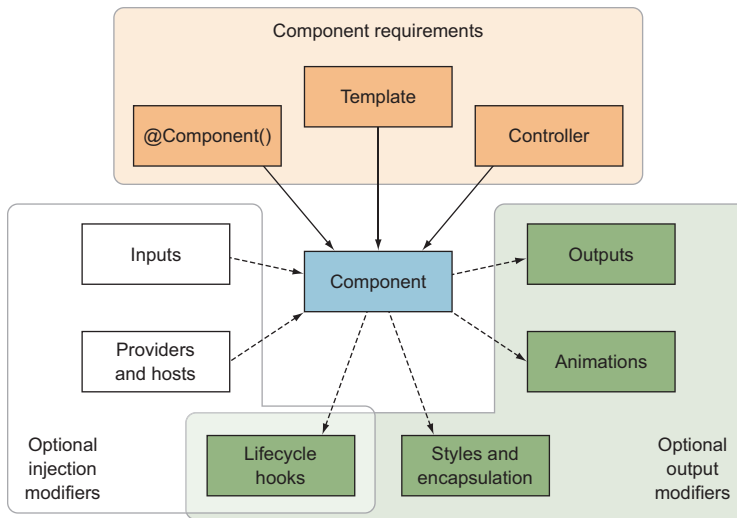 Component requirements
Template
@Component()
Controller
Inputs
Component
Outputs
Providers
and hosts
Animations
Optional
injection
modifiers
Lifecycle
hooks
Styles and
encapsulation
Optional
output
modifiers